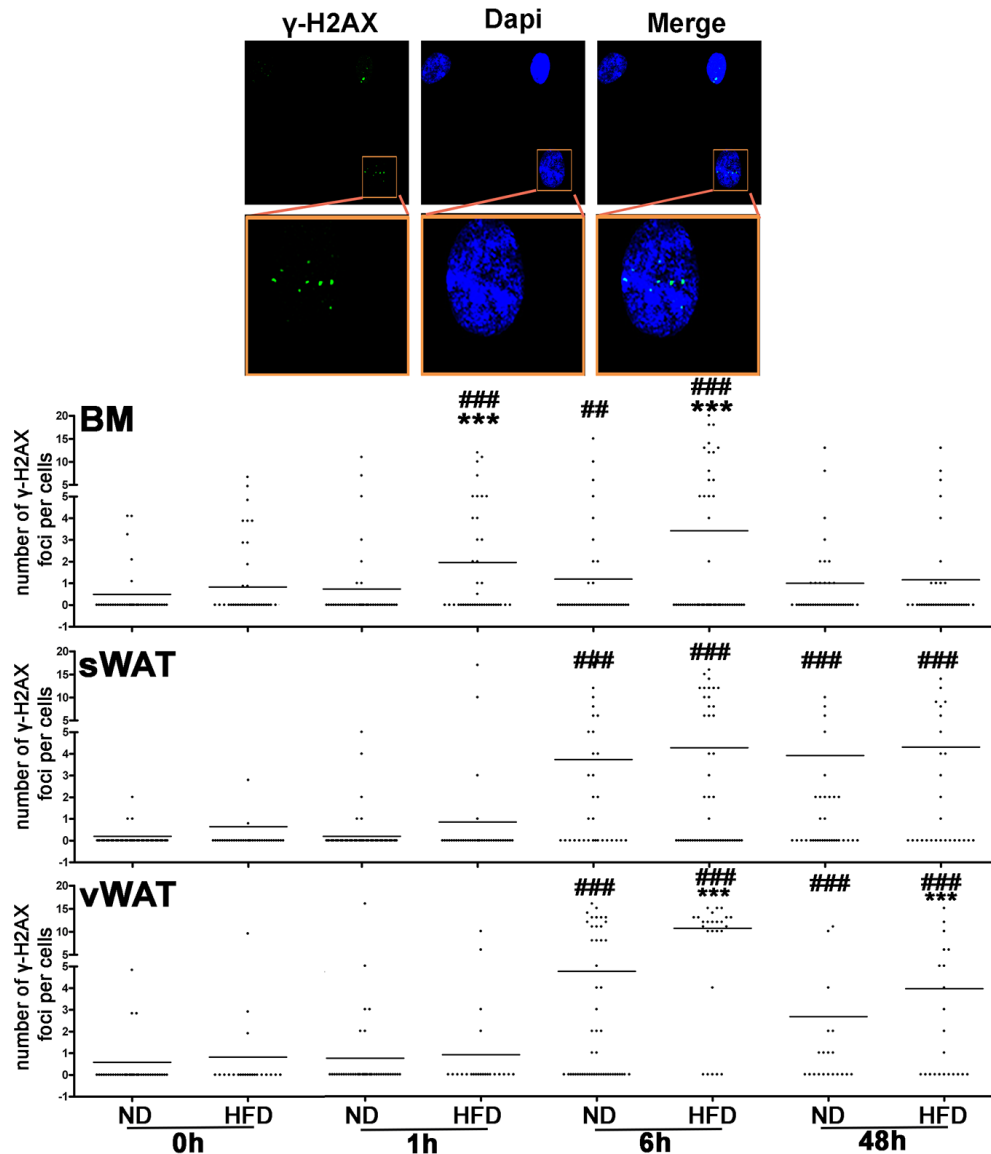 γ-H2AX Dapi Merge
BM
### ## ###
*** ***
number of γ-H2AX
foci per cells
20
15
10
5
5
4
3
2
1
0
-1
sWAT
### ### ### ###
number of γ-H2AX
foci per cells
20
15
10
5
5
4
3
2
1
0
-1
vWAT
### ### ### ###
*** ***
number of γ-H2AX
foci per cells
20
15
10
5
5
4
3
2
1
0
-1
ND HFD ND HFD ND HFD ND HFD
0h 1h 6h 48h